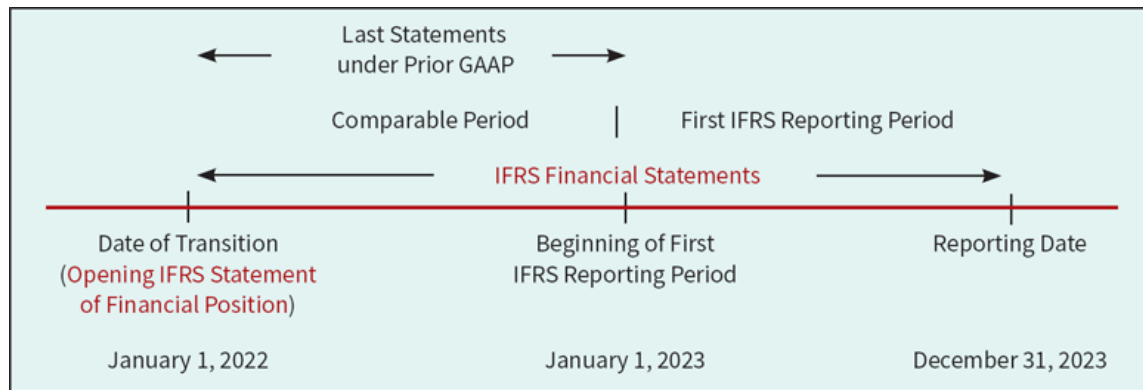 Last Statements
under Prior GAAP
Comparable Period
First IFRS Reporting Period
IFRS Financial Statements
Date of Transition
(Opening IFRS Statement
of Financial Position)
Beginning of First
IFRS Reporting Period
Reporting Date
January 1, 2022
January 1, 2023
December 31, 2023